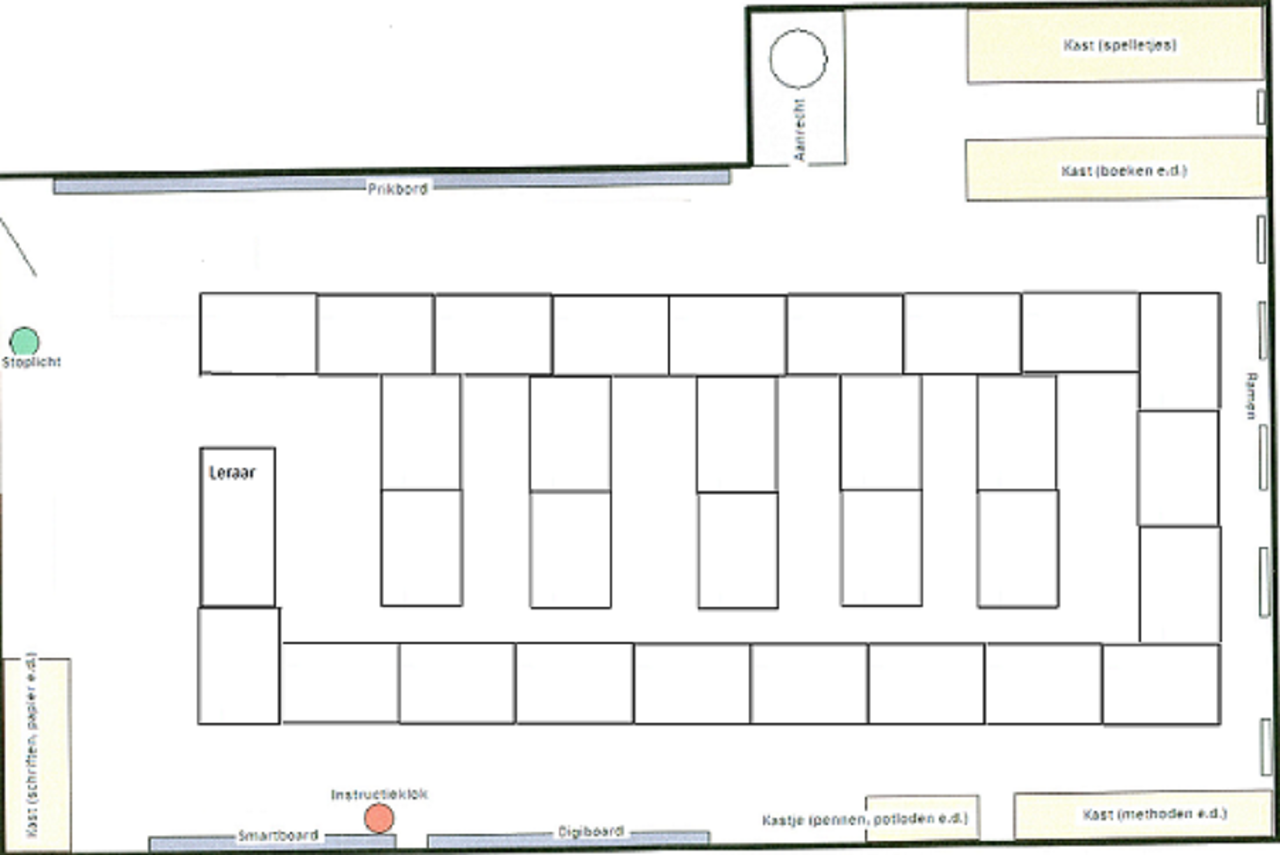 Kast (spelletjes)
Aanrecht
Kast (boeken e.d.)
Prikbord
Stoplicht
Ramen
Leraar
Kast (schriften, papier e.d.)
Instructieklok
Smartboard
Digiboard
Kastje (pennen, potloden e.d.)
Kast (methoden e.d.)